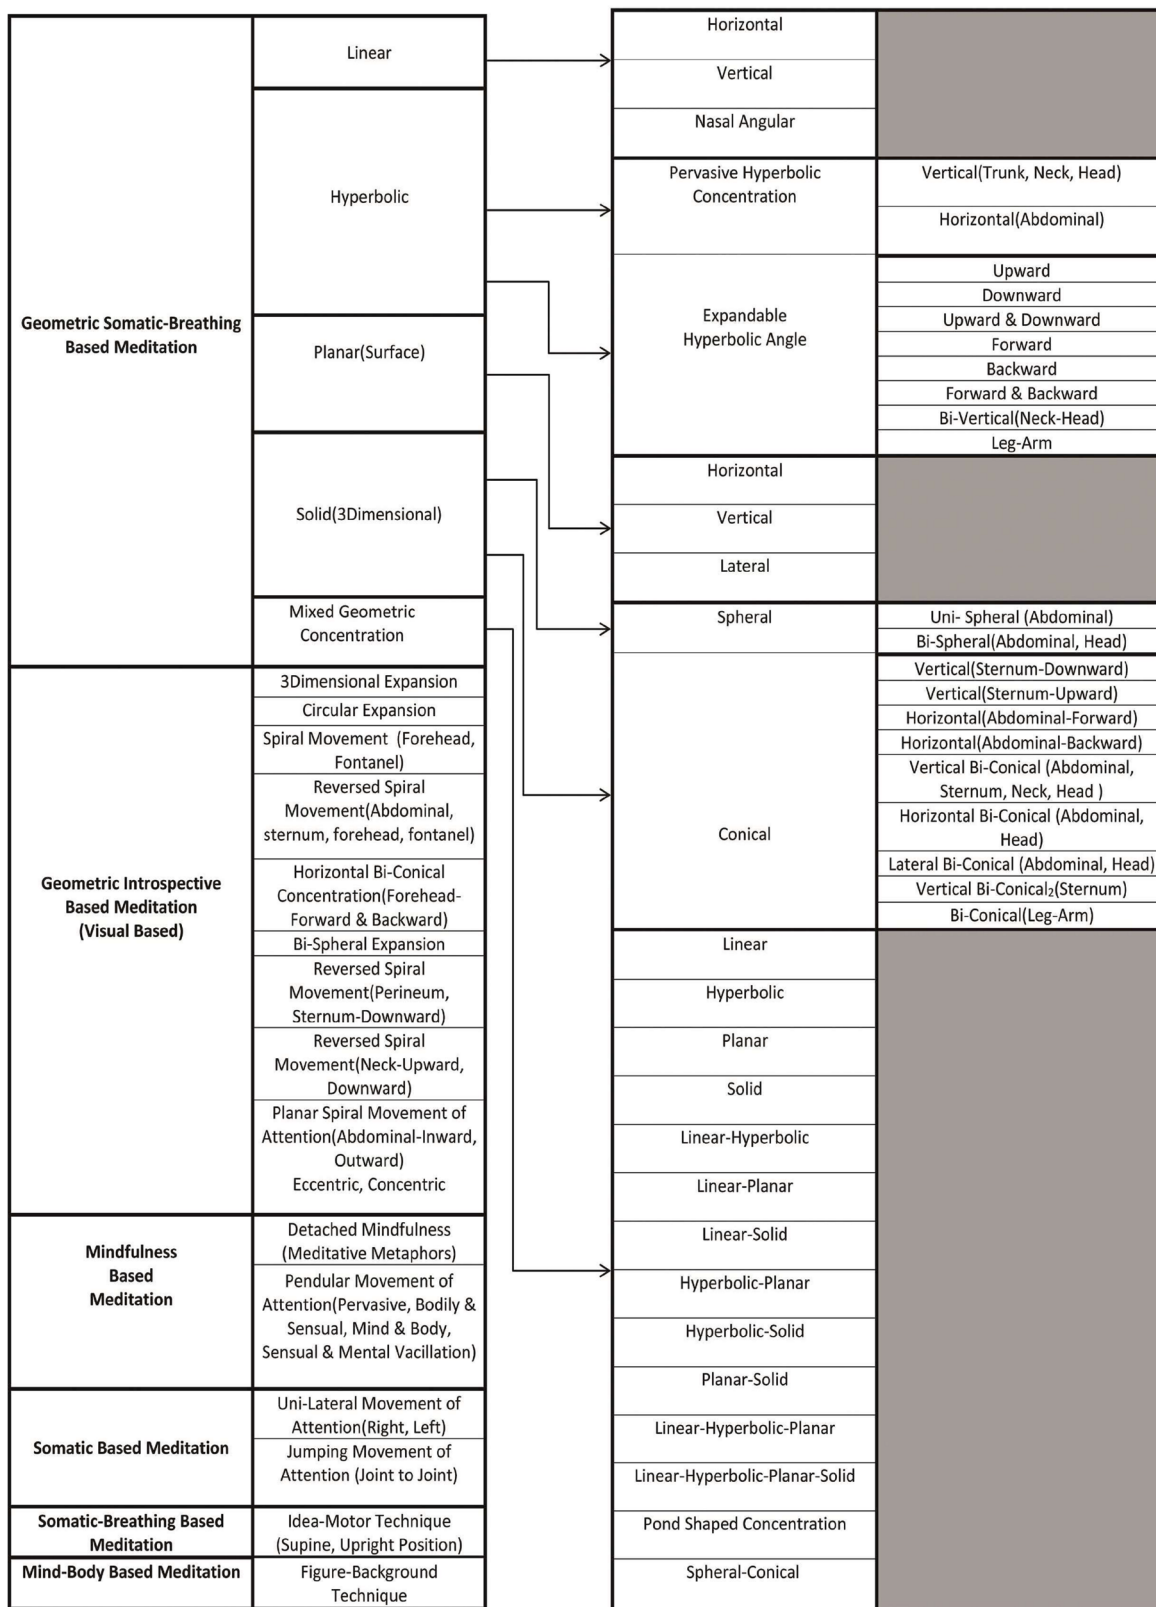 Geometric Somatic-Breathing
Based Meditation
Linear
Hyperbolic
Planar(Surface)
Solid(3Dimensional)
Mixed Geometric
Concentration
Geometric Introspective
Based Meditation
(Visual Based)
3Dimensional Expansion
Circular Expansion
Spiral Movement (Forehead,
Fontanel)
Reversed Spiral
Movement(Abdominal,
sternum, forehead, fontanel)
Horizontal Bi-Conical
Concentration(Forehead-
Forward & Backward)
Bi-Spheral Expansion
Reversed Spiral
Movement(Perineum,
Sternum-Downward)
Reversed Spiral
Movement(Neck-Upward,
Downward)
Planar Spiral Movement of
Attention(Abdominal-Inward,
Outward)
Eccentric, Concentric
Mindfulness
Based
Meditation
Detached Mindfulness
(Meditative Metaphors)
Pendular Movement of
Attention(Pervasive, Bodily &
Sensual, Mind & Body,
Sensual & Mental Vacillation)
Somatic Based Meditation
Uni-Lateral Movement of
Attention(Right, Left)
Jumping Movement of
Attention (Joint to Joint)
Somatic-Breathing Based
Meditation
Idea-Motor Technique
(Supine, Upright Position)
Mind-Body Based Meditation
Figure-Background
Technique
Horizontal
Vertical
Nasal Angular
Pervasive Hyperbolic
Concentration
Vertical(Trunk, Neck, Head)
Horizontal(Abdominal)
Expandable
Hyperbolic Angle
Upward
Downward
Upward & Downward
Forward
Backward
Forward & Backward
Bi-Vertical(Neck-Head)
Leg-Arm
Horizontal
Vertical
Lateral
Spheral
Uni- Spheral (Abdominal)
Bi-Spheral(Abdominal, Head)
Conical
Vertical(Sternum-Downward)
Vertical(Sternum-Upward)
Horizontal(Abdominal-Forward)
Horizontal(Abdominal-Backward)
Vertical Bi-Conical (Abdominal,
Sternum, Neck, Head )
Horizontal Bi-Conical (Abdominal,
Head)
Lateral Bi-Conical (Abdominal, Head)
Vertical Bi-Conical₂(Sternum)
Bi-Conical(Leg-Arm)
Linear
Hyperbolic
Planar
Solid
Linear-Hyperbolic
Linear-Planar
Linear-Solid
Hyperbolic-Planar
Hyperbolic-Solid
Planar-Solid
Linear-Hyperbolic-Planar
Linear-Hyperbolic-Planar-Solid
Pond Shaped Concentration
Spheral-Conical